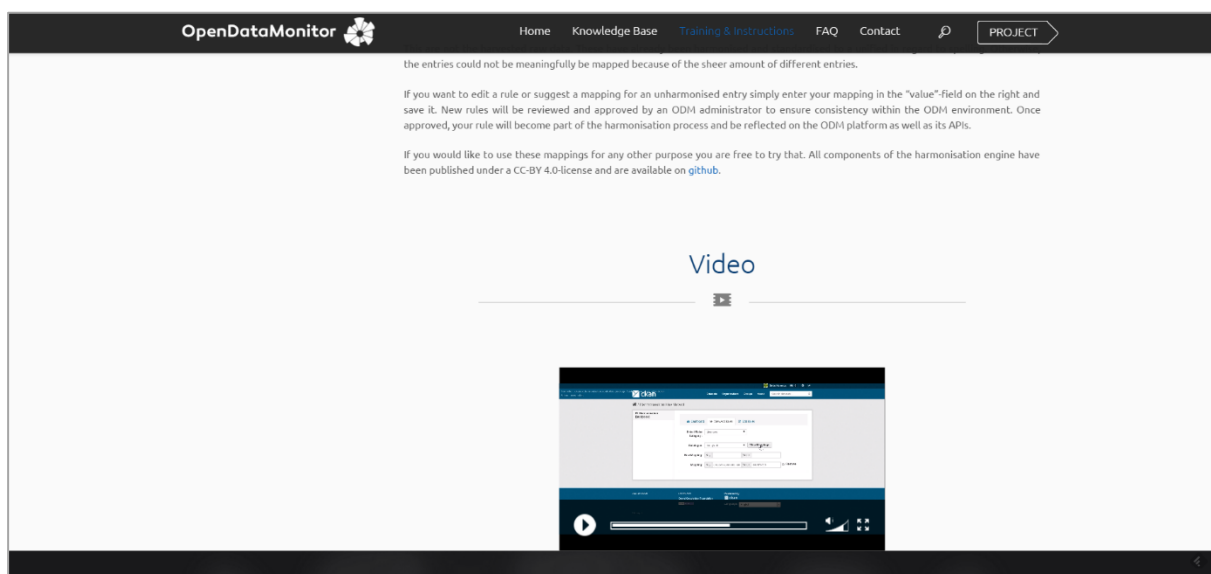 OpenDataMonitor
Home Knowledge Base Training & Instructions FAQ Contact PROJECT
the entries could not be meaningfully be mapped because of the sheer amount of different entries.
If you want to edit a rule or suggest a mapping for an unharmonised entry simply enter your mapping in the "value"-field on the right and
save it. New rules will be reviewed and approved by an ODM administrator to ensure consistency within the ODM environment. Once
approved, your rule will become part of the harmonisation process and be reflected on the ODM platform as well as its APIs.
If you would like to use these mappings for any other purpose you are free to try that. All components of the harmonisation engine have
been published under a CC-BY 4.0-license and are available on github.
Video
ckan